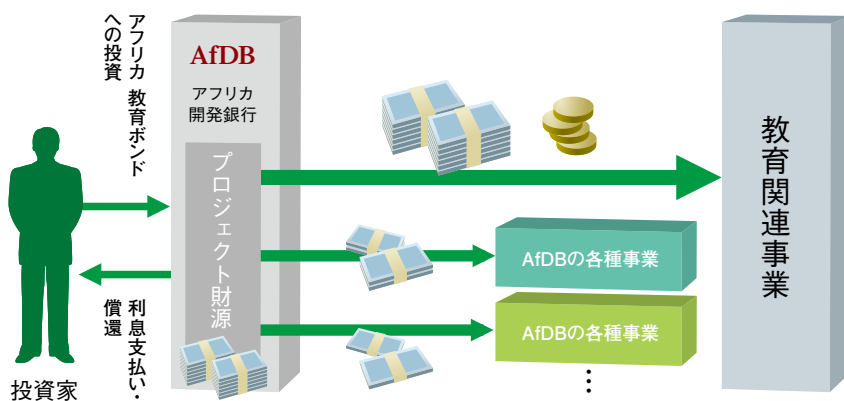 アフリカ 教育ボンド
への投資
AfDB
アフリカ
開発銀行
プロジェクト財源
教育関連事業
AfDBの各種事業
AfDBの各種事業
⋮
利息支払い・
償還
投資家